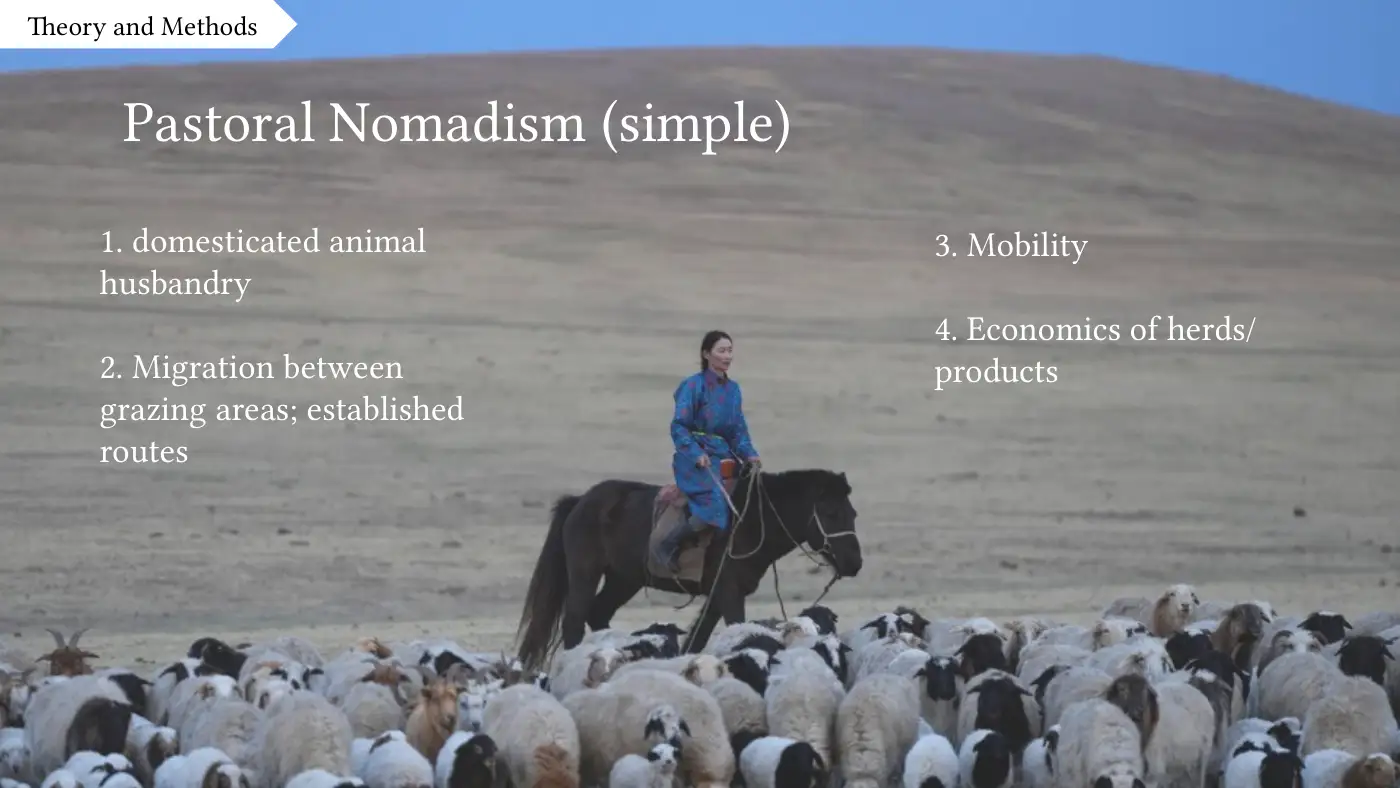 Theory and Methods
Pastoral Nomadism (simple)
1. domesticated animal
husbandry
2. Migration between
grazing areas; established
routes
3. Mobility
4. Economics of herds/
products